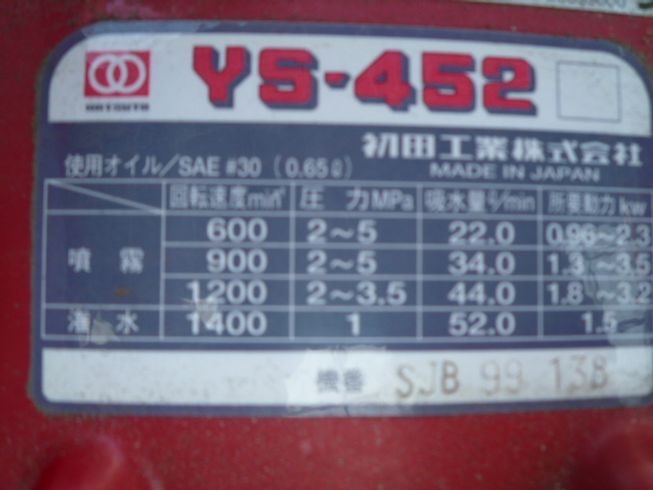 HATSUTA
YS-452
初田工業株式会社
使用オイル/SAE #30 (0.65ℓ) MADE IN JAPAN
回転速度min⁻¹ 圧 力MPa 吸水量ℓ/min 所要動力kw
噴 霧
600 2~5 22.0 0.96~2.3
900 2~5 34.0 1.3~3.5
1200 2~3.5 44.0 1.8~3.2
灌 水 1400 1 52.0 1.5
機番 SJB 99 138